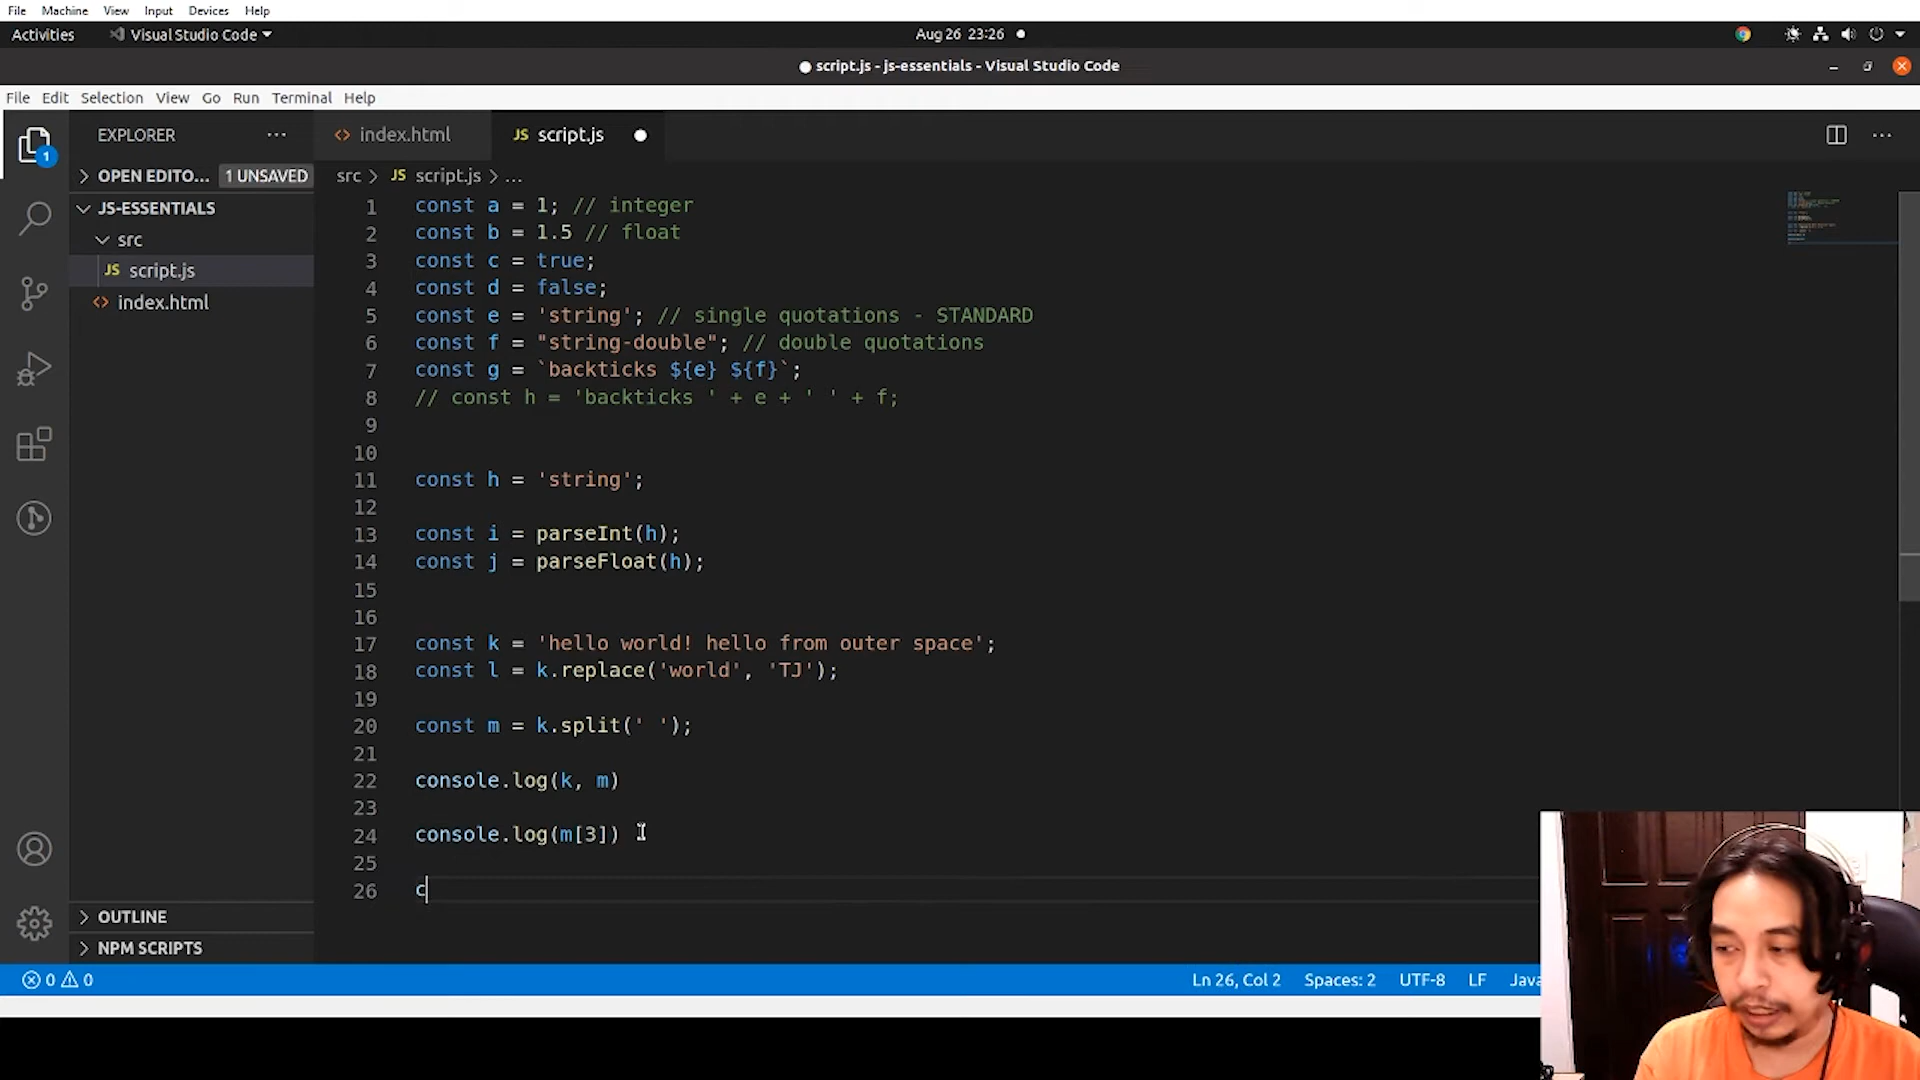 File Machine View Input Devices Help
Activities Visual Studio Code Aug 26 23:26
script.js - js-essentials - Visual Studio Code
File Edit Selection View Go Run Terminal Help
1
EXPLORER ...
OPEN EDITO... 1 UNSAVED
JS-ESSENTIALS
src
JS script.js
<> index.html
OUTLINE
NPM SCRIPTS
<> index.html JS script.js
src > JS script.js > ...
1 const a = 1; // integer
2 const b = 1.5 // float
3 const c = true;
4 const d = false;
5 const e = 'string'; // single quotations - STANDARD
6 const f = "string-double"; // double quotations
7 const g = `backticks ${e} ${f}`;
8 // const h = 'backticks ' + e + ' ' + f;
9
10
11 const h = 'string';
12
13 const i = parseInt(h);
14 const j = parseFloat(h);
15
16
17 const k = 'hello world! hello from outer space';
18 const l = k.replace('world', 'TJ');
19
20 const m = k.split(' ');
21
22 console.log(k, m)
23
24 console.log(m[3])
25
26 c
0 0 Ln 26, Col 2 Spaces: 2 UTF-8 LF Java